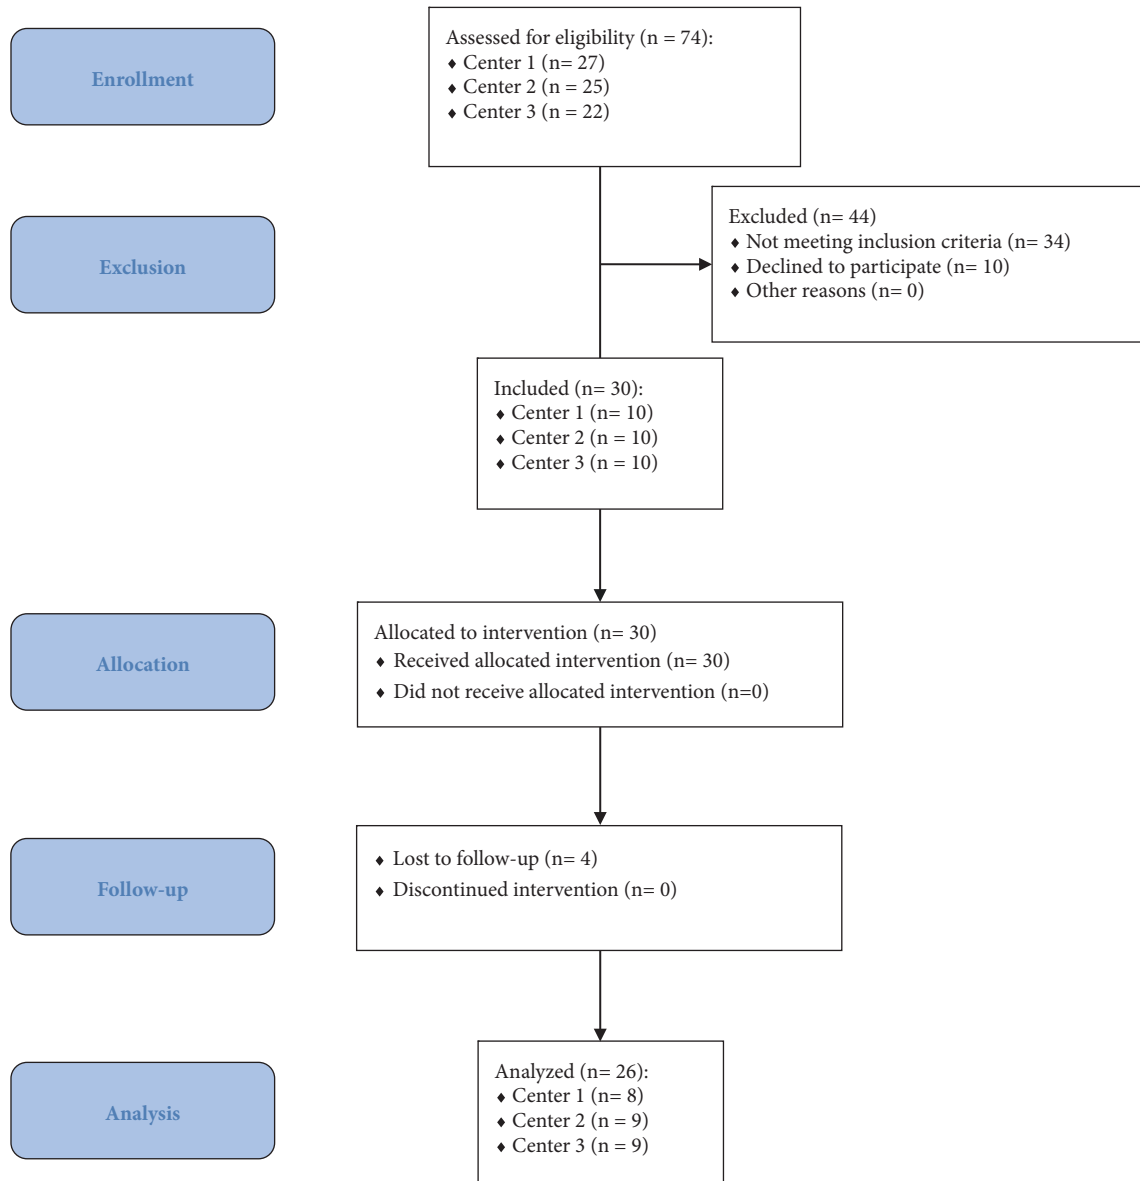 Enrollment
Assessed for eligibility (n = 74):
♦ Center 1 (n= 27)
♦ Center 2 (n = 25)
♦ Center 3 (n = 22)
Exclusion
Excluded (n= 44)
♦ Not meeting inclusion criteria (n= 34)
♦ Declined to participate (n= 10)
♦ Other reasons (n= 0)
Included (n= 30):
♦ Center 1 (n= 10)
♦ Center 2 (n = 10)
♦ Center 3 (n = 10)
Allocation
Allocated to intervention (n= 30)
♦ Received allocated intervention (n= 30)
♦ Did not receive allocated intervention (n=0)
Follow-up
♦ Lost to follow-up (n= 4)
♦ Discontinued intervention (n= 0)
Analysis
Analyzed (n= 26):
♦ Center 1 (n= 8)
♦ Center 2 (n = 9)
♦ Center 3 (n = 9)